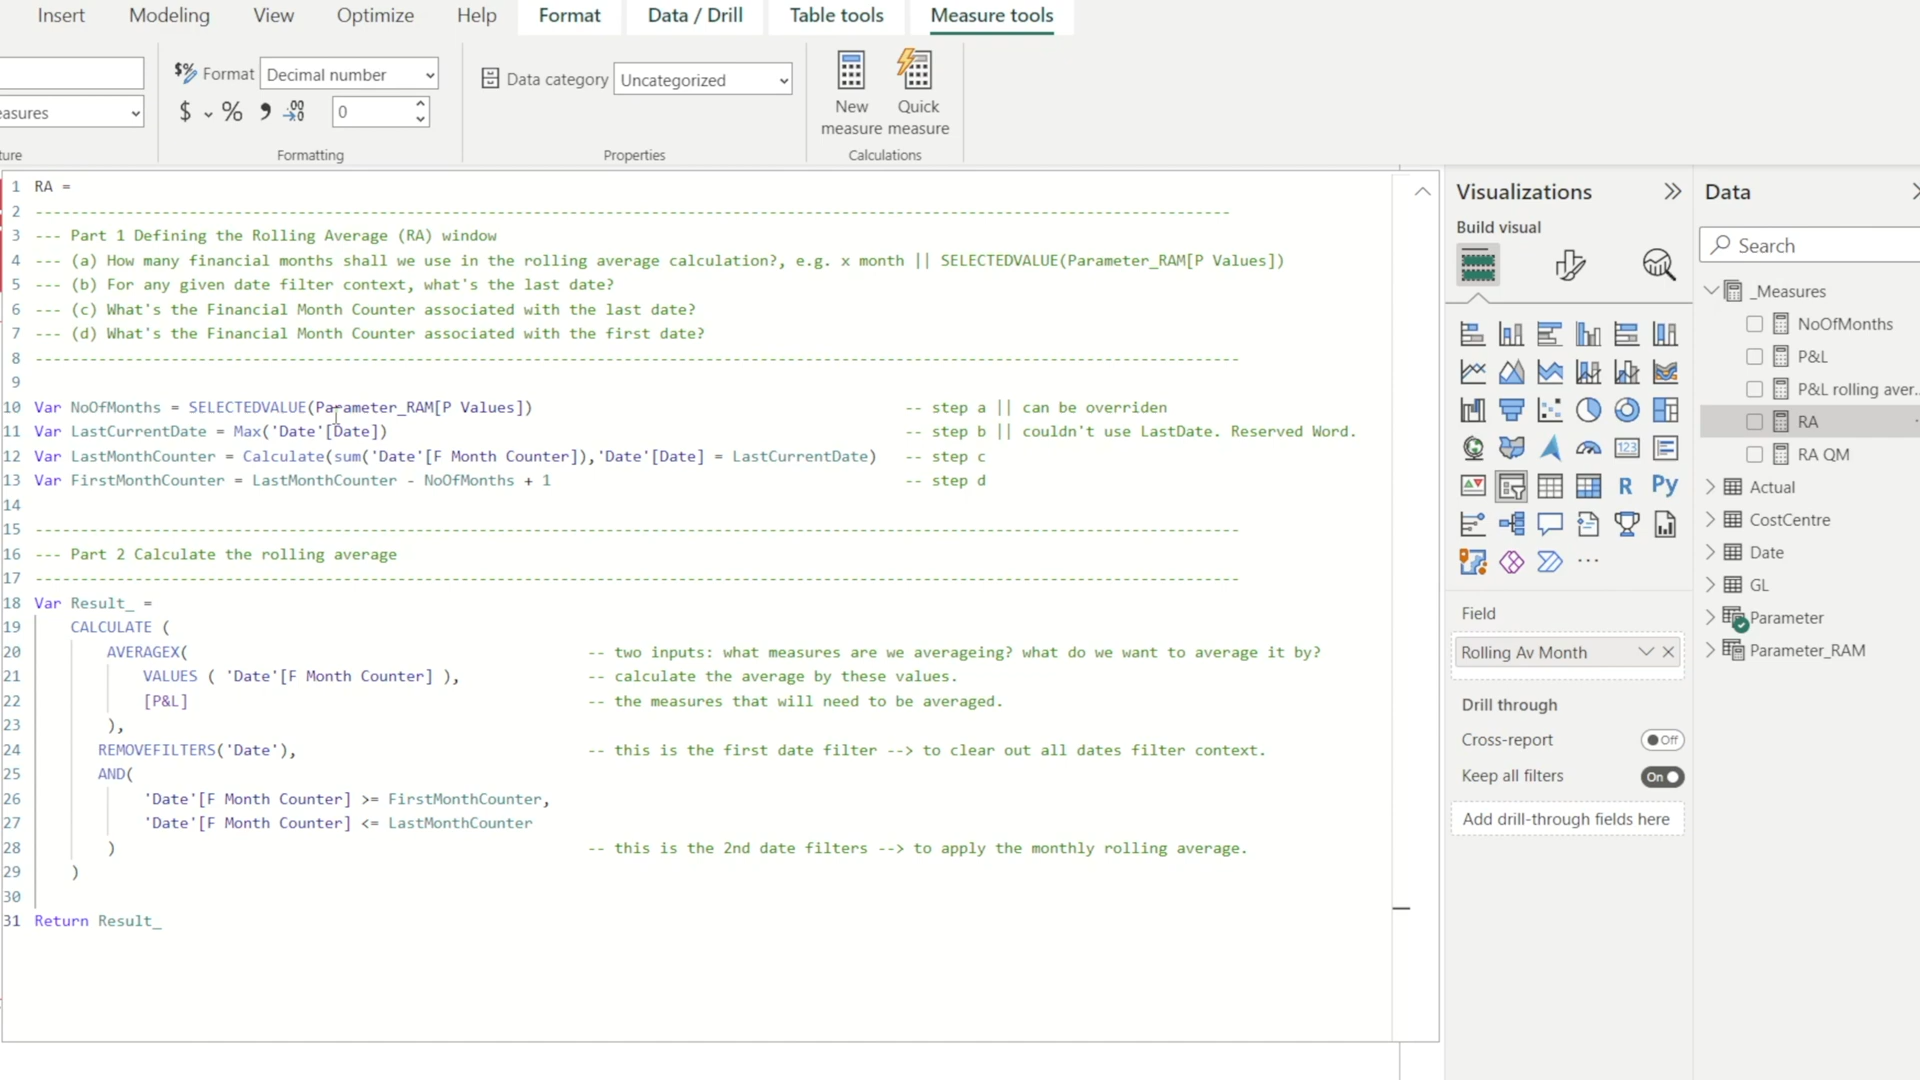 Insert Modeling View Optimize Help Format Data / Drill Table tools Measure tools
Format Decimal number
Data category Uncategorized
New measure
Quick measure
easures
$ % , .00 0
ture Formatting Properties Calculations
1 RA =
2 --------------------------------------------------------------------------------------------------------------------------------------
3 --- Part 1 Defining the Rolling Average (RA) window
4 --- (a) How many financial months shall we use in the rolling average calculation?, e.g. x month || SELECTEDVALUE(Parameter_RAM[P Values])
5 --- (b) For any given date filter context, what's the last date?
6 --- (c) What's the Financial Month Counter associated with the last date?
7 --- (d) What's the Financial Month Counter associated with the first date?
8 ---------------------------------------------------------------------------------------------------------------------------------------
9
10 Var NoOfMonths = SELECTEDVALUE(Parameter_RAM[P Values]) -- step a || can be overriden
11 Var LastCurrentDate = Max('Date'[Date]) -- step b || couldn't use LastDate. Reserved Word.
12 Var LastMonthCounter = Calculate(sum('Date'[F Month Counter]),'Date'[Date] = LastCurrentDate) -- step c
13 Var FirstMonthCounter = LastMonthCounter - NoOfMonths + 1 -- step d
14
15 ---------------------------------------------------------------------------------------------------------------------------------------
16 --- Part 2 Calculate the rolling average
17 ---------------------------------------------------------------------------------------------------------------------------------------
18 Var Result_ =
19 CALCULATE (
20 AVERAGEX( -- two inputs: what measures are we averageing? what do we want to average it by?
21 VALUES ( 'Date'[F Month Counter] ), -- calculate the average by these values.
22 [P&L] -- the measures that will need to be averaged.
23 ),
24 REMOVEFILTERS('Date'), -- this is the first date filter --> to clear out all dates filter context.
25 AND(
26 'Date'[F Month Counter] >= FirstMonthCounter,
27 'Date'[F Month Counter] <= LastMonthCounter
28 ) -- this is the 2nd date filters --> to apply the monthly rolling average.
29 )
30
31 Return Result_
Visualizations
Build visual
123
R Py
Field
Rolling Av Month
Drill through
Cross-report Off
Keep all filters On
Add drill-through fields here
Data
Search
_Measures
NoOfMonths
P&L
P&L rolling aver..
RA
RA QM
Actual
CostCentre
Date
GL
Parameter
Parameter_RAM